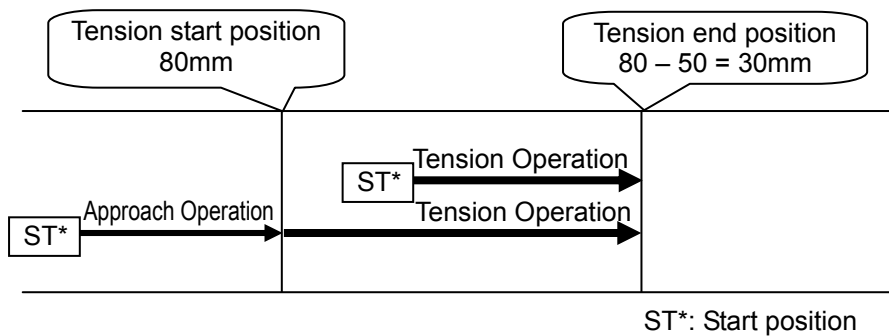 Tension start position
80mm
Tension end position
80 – 50 = 30mm
Tension Operation
ST*
Approach Operation
Tension Operation
ST*
ST*: Start position